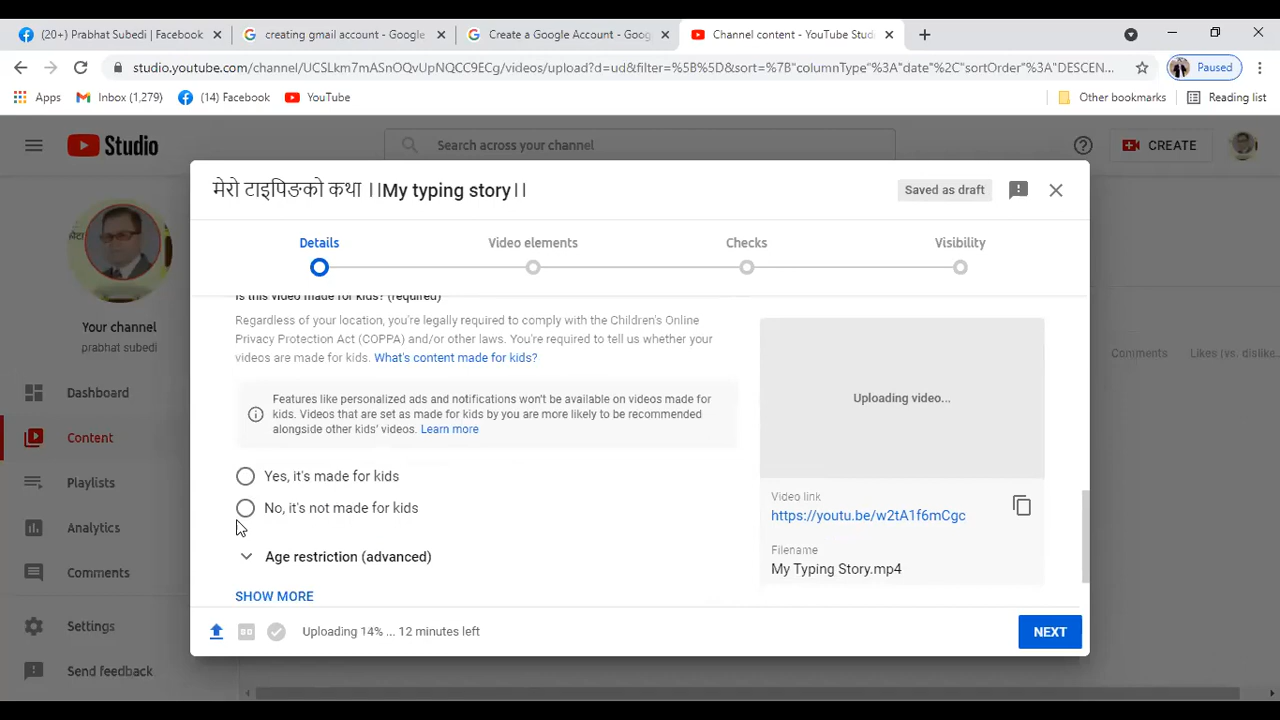 (20+) Prabhat Subedi | Facebook
creating gmail account - Google
Create a Google Account - Goog
Channel content - YouTube Stud
studio.youtube.com/channel/UCSLkm7mASnOQvUpNQCC9ECg/videos/upload?d=ud&filter=%5B%5D&sort=%7B"columnType"%3A"date"%2C"sortOrder"%3A"DESCEN...
Paused
Apps
Inbox (1,279)
(14) Facebook
YouTube
Other bookmarks
Reading list
Studio
Search across your channel
CREATE
मेरो टाइपिङको कथा ।।My typing story।।
Saved as draft
Details
Video elements
Checks
Visibility
Your channel
prabhat subedi
Dashboard
Content
Playlists
Analytics
Comments
Settings
Send feedback
Is this video made for kids? (required)
Regardless of your location, you're legally required to comply with the Children's Online
Privacy Protection Act (COPPA) and/or other laws. You're required to tell us whether your
videos are made for kids. What's content made for kids?
Features like personalized ads and notifications won't be available on videos made for
kids. Videos that are set as made for kids by you are more likely to be recommended
alongside other kids' videos. Learn more
Yes, it's made for kids
No, it's not made for kids
Age restriction (advanced)
SHOW MORE
Uploading video...
Video link
https://youtu.be/w2tA1f6mCgc
Filename
My Typing Story.mp4
Comments
Likes (vs. dislike...
Uploading 14% ... 12 minutes left
NEXT